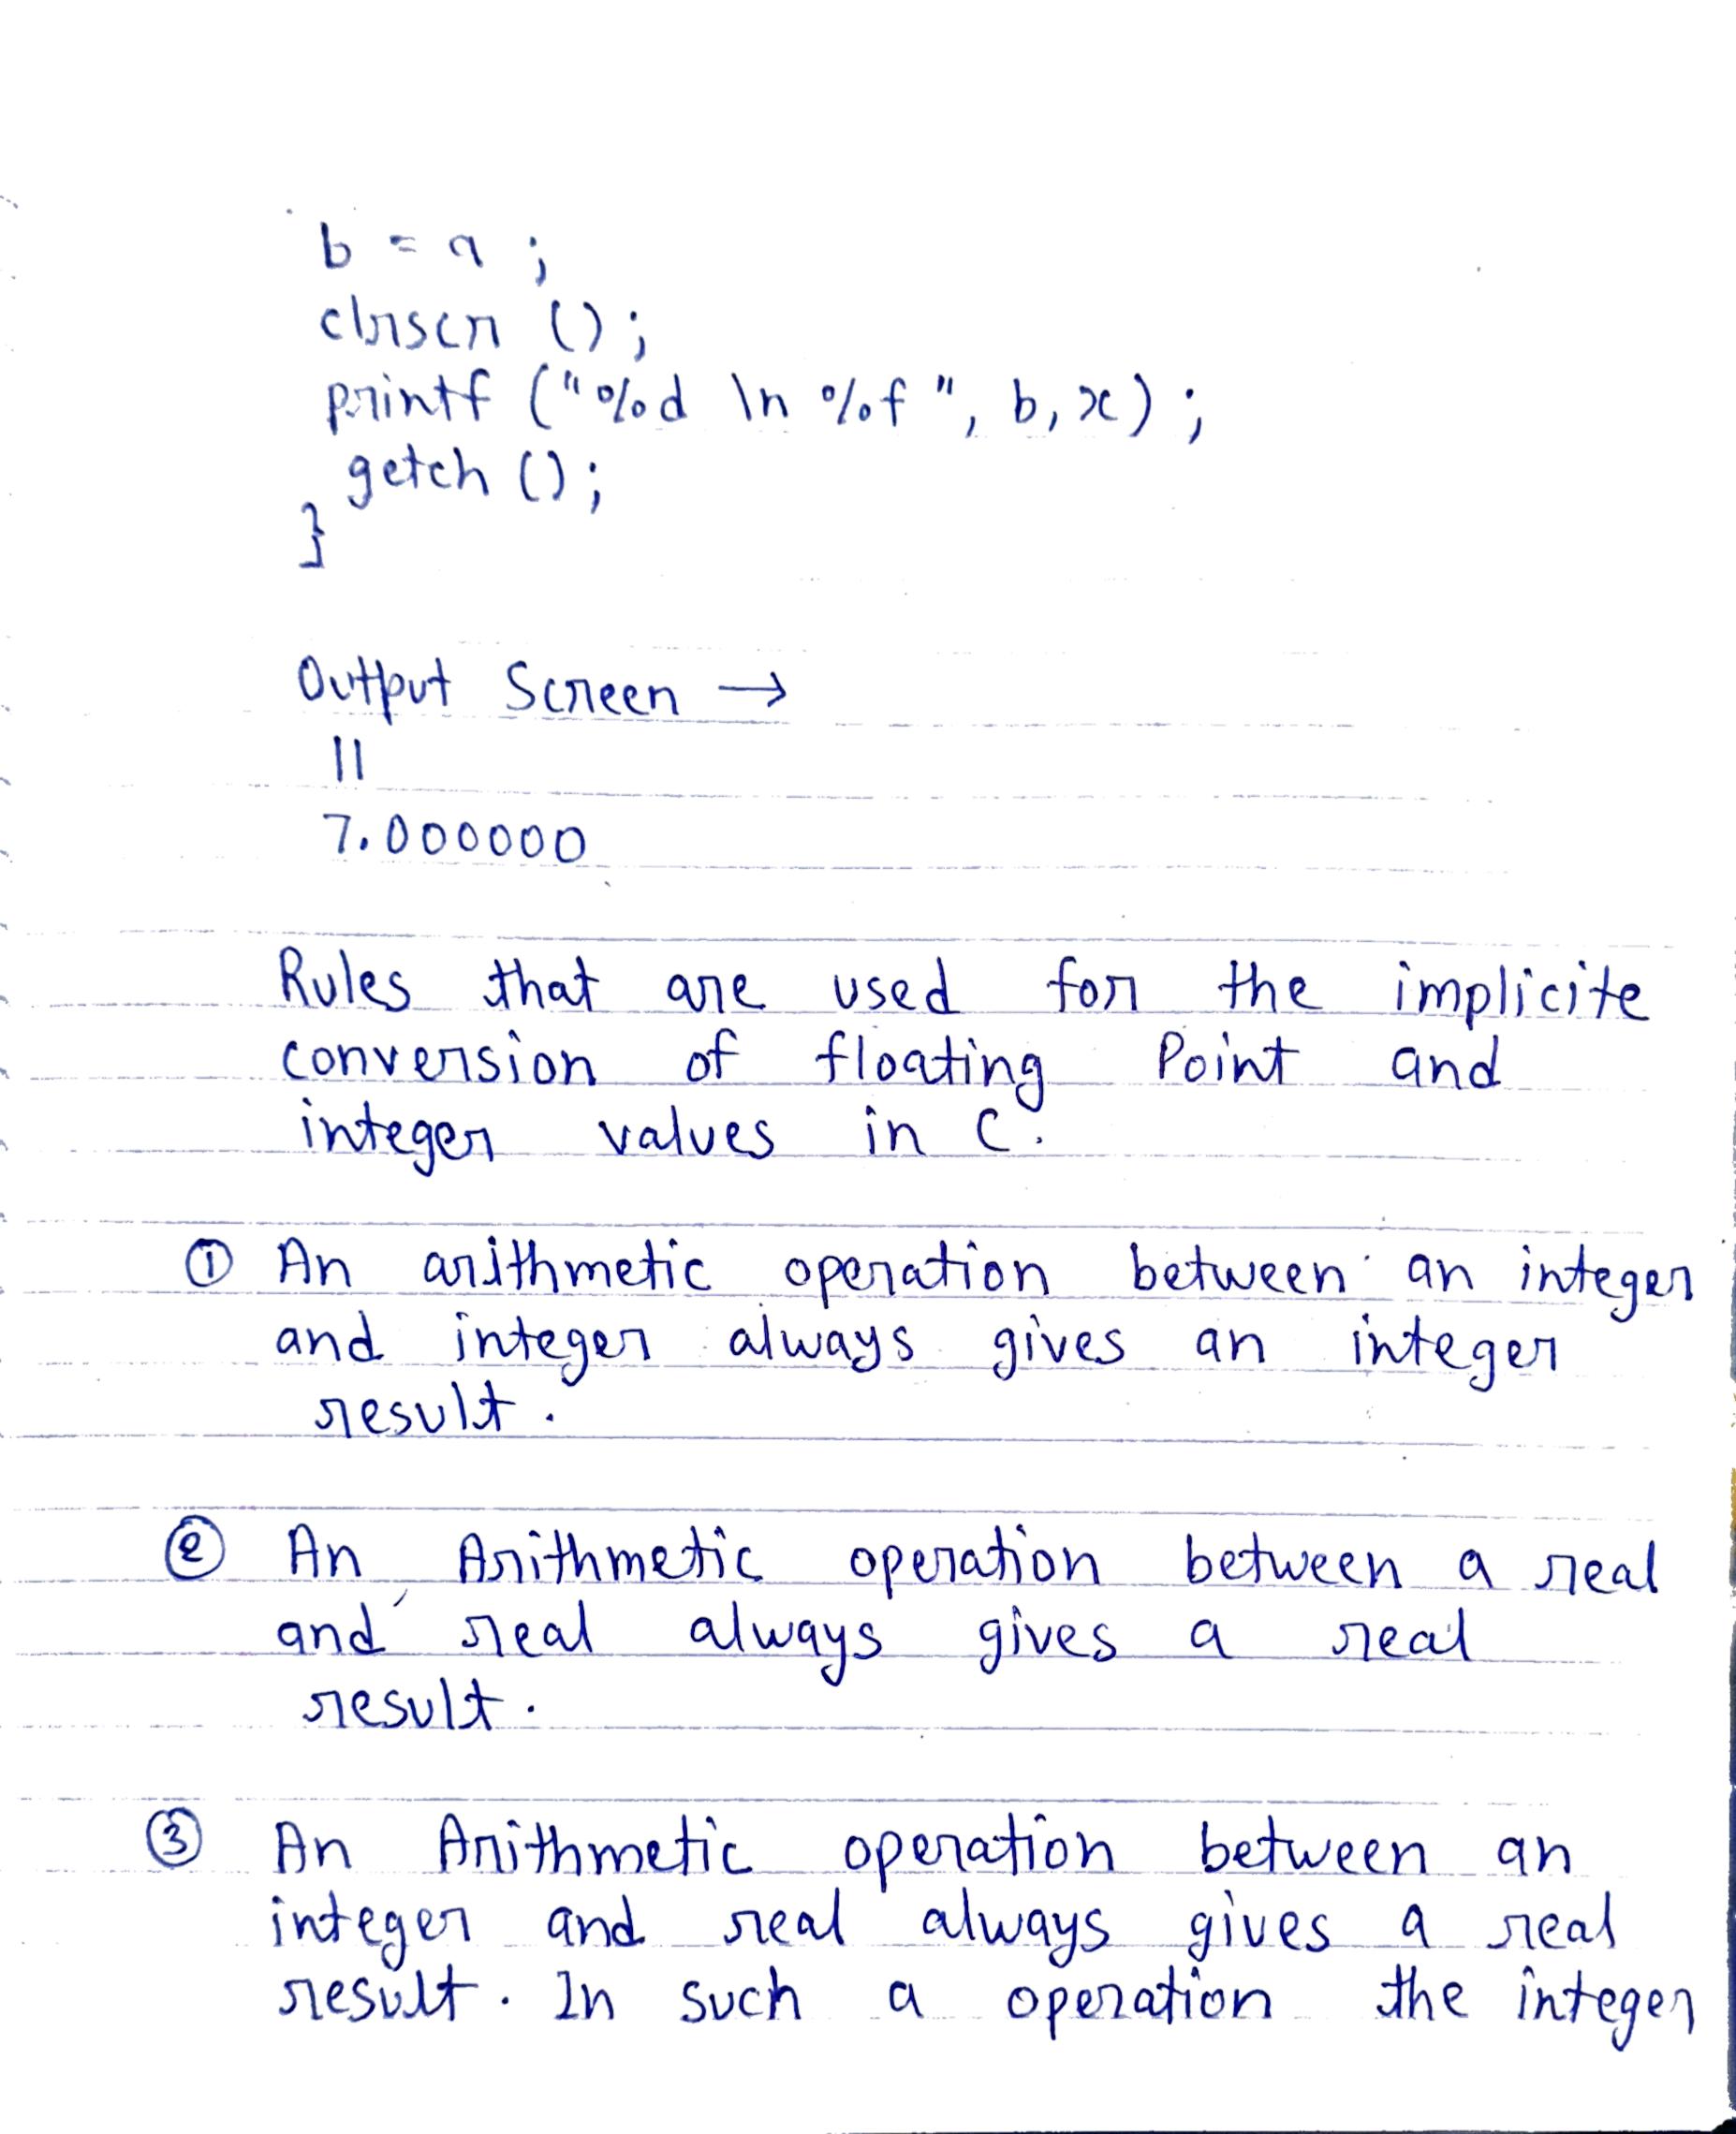 b = a ;
clrscr () ;
printf ("%d \n %f ", b, x) ;
getch () ;
}
Output Screen →
11
7.000000
Rules that are used for the implicite
conversion of floating Point and
integer values in C.
① An arithmetic operation between an integer
and integer always gives an integer
result.
② An Arithmetic operation between a real
and real always gives a real
result.
③ An Arithmetic operation between an
integer and real always gives a real
result. In such a operation the integer